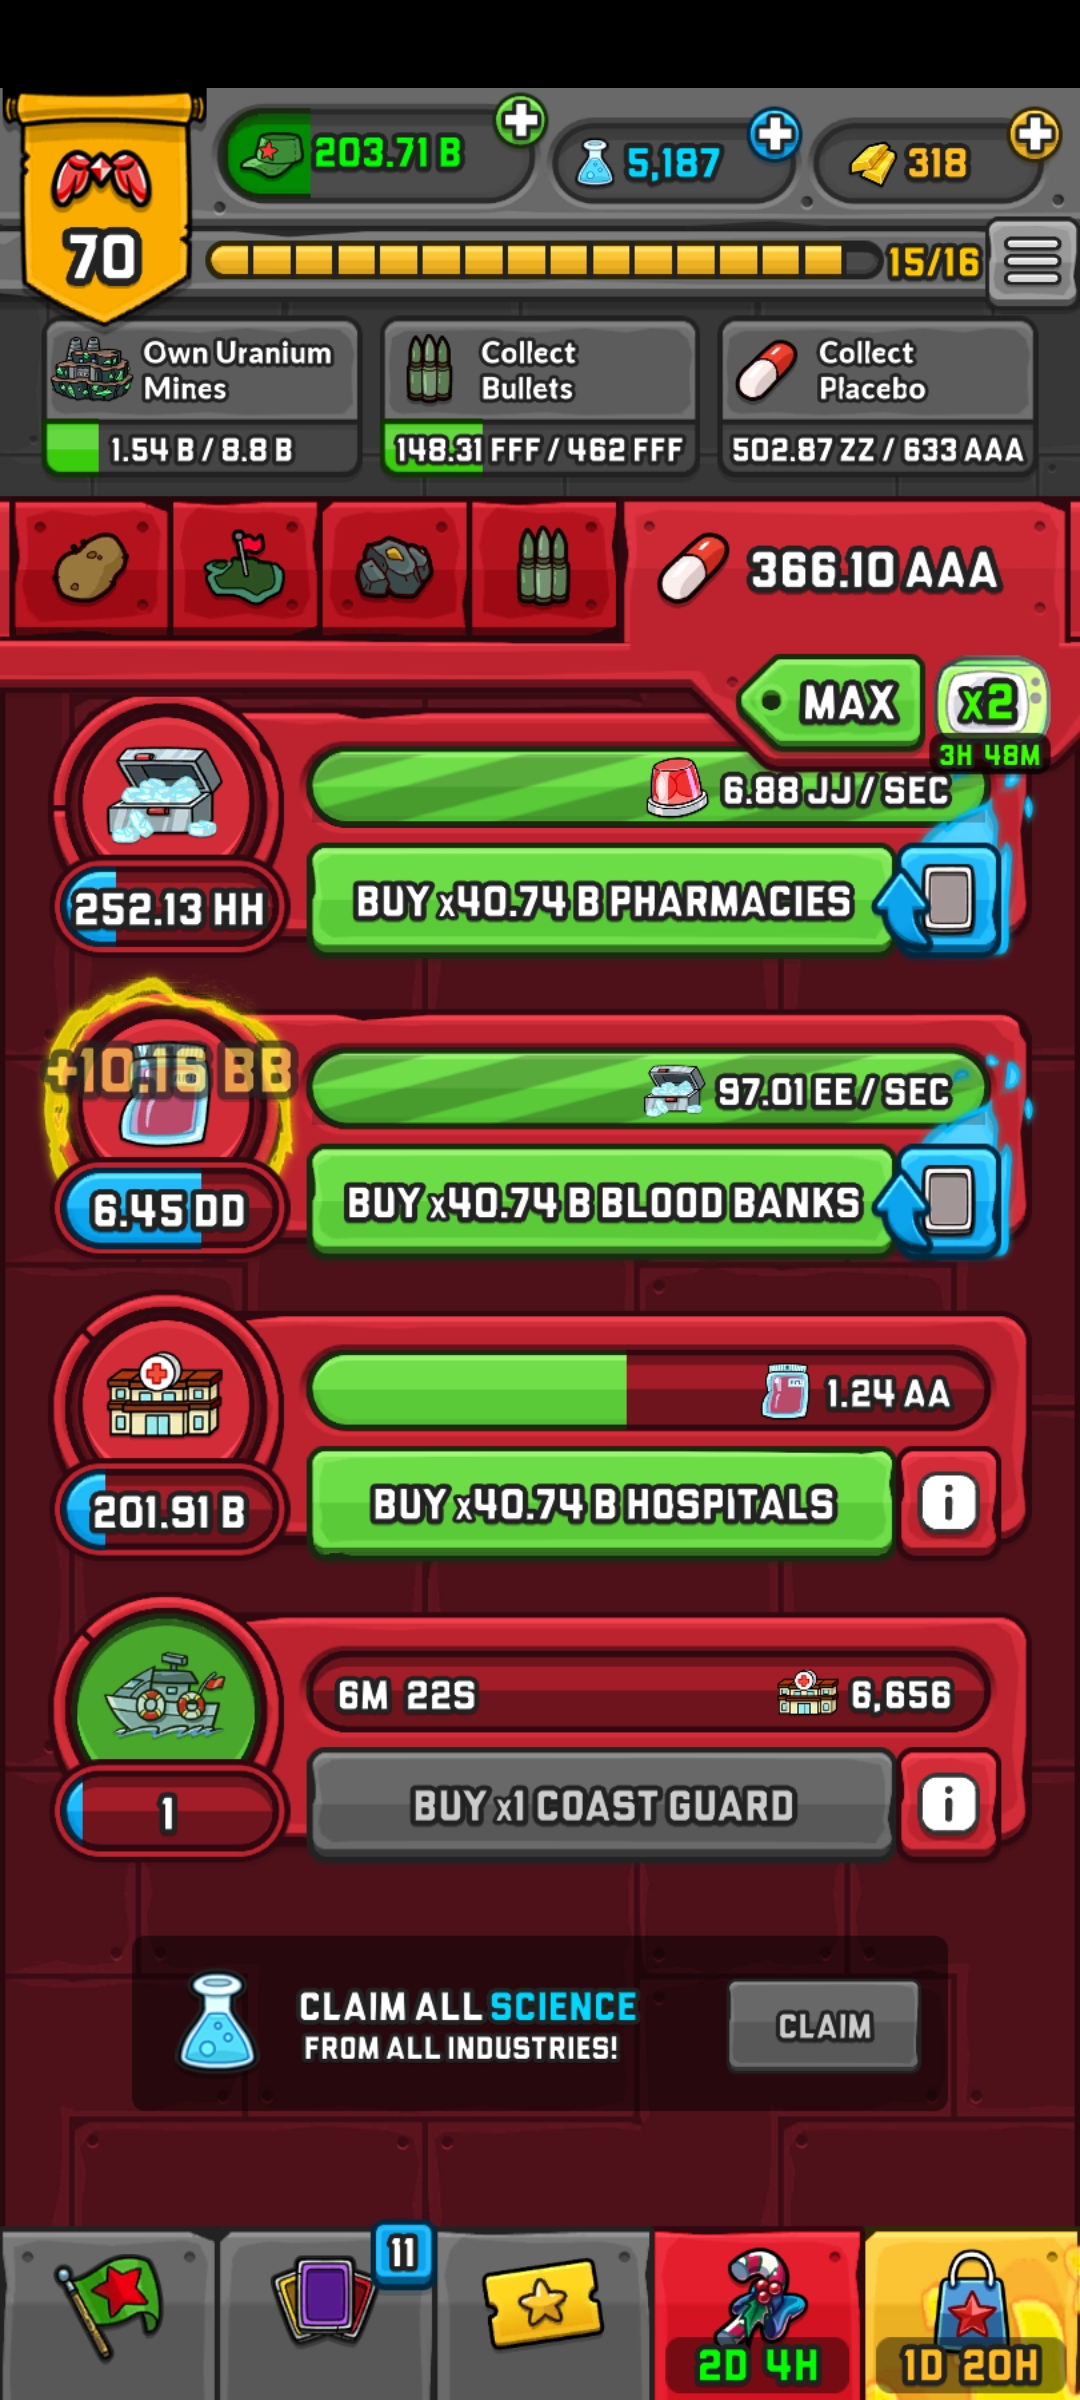 203.71 B
5,187
318
70
15/16
Own Uranium
Mines
1.54 B / 8.8 B
Collect
Bullets
148.31 FFF / 462 FFF
Collect
Placebo
502.87 ZZ / 633 AAA
366.10 AAA
MAX
x2
3H 48M
6.88 JJ / SEC
252.13 HH
BUY x40.74 B PHARMACIES
+10.16 BB
97.01 EE / SEC
6.45 DD
BUY x40.74 B BLOOD BANKS
1.24 AA
201.91 B
BUY x40.74 B HOSPITALS
i
6M 22S
6,656
1
BUY x1 COAST GUARD
i
CLAIM ALL SCIENCE
FROM ALL INDUSTRIES!
CLAIM
11
2D 4H
1D 20H